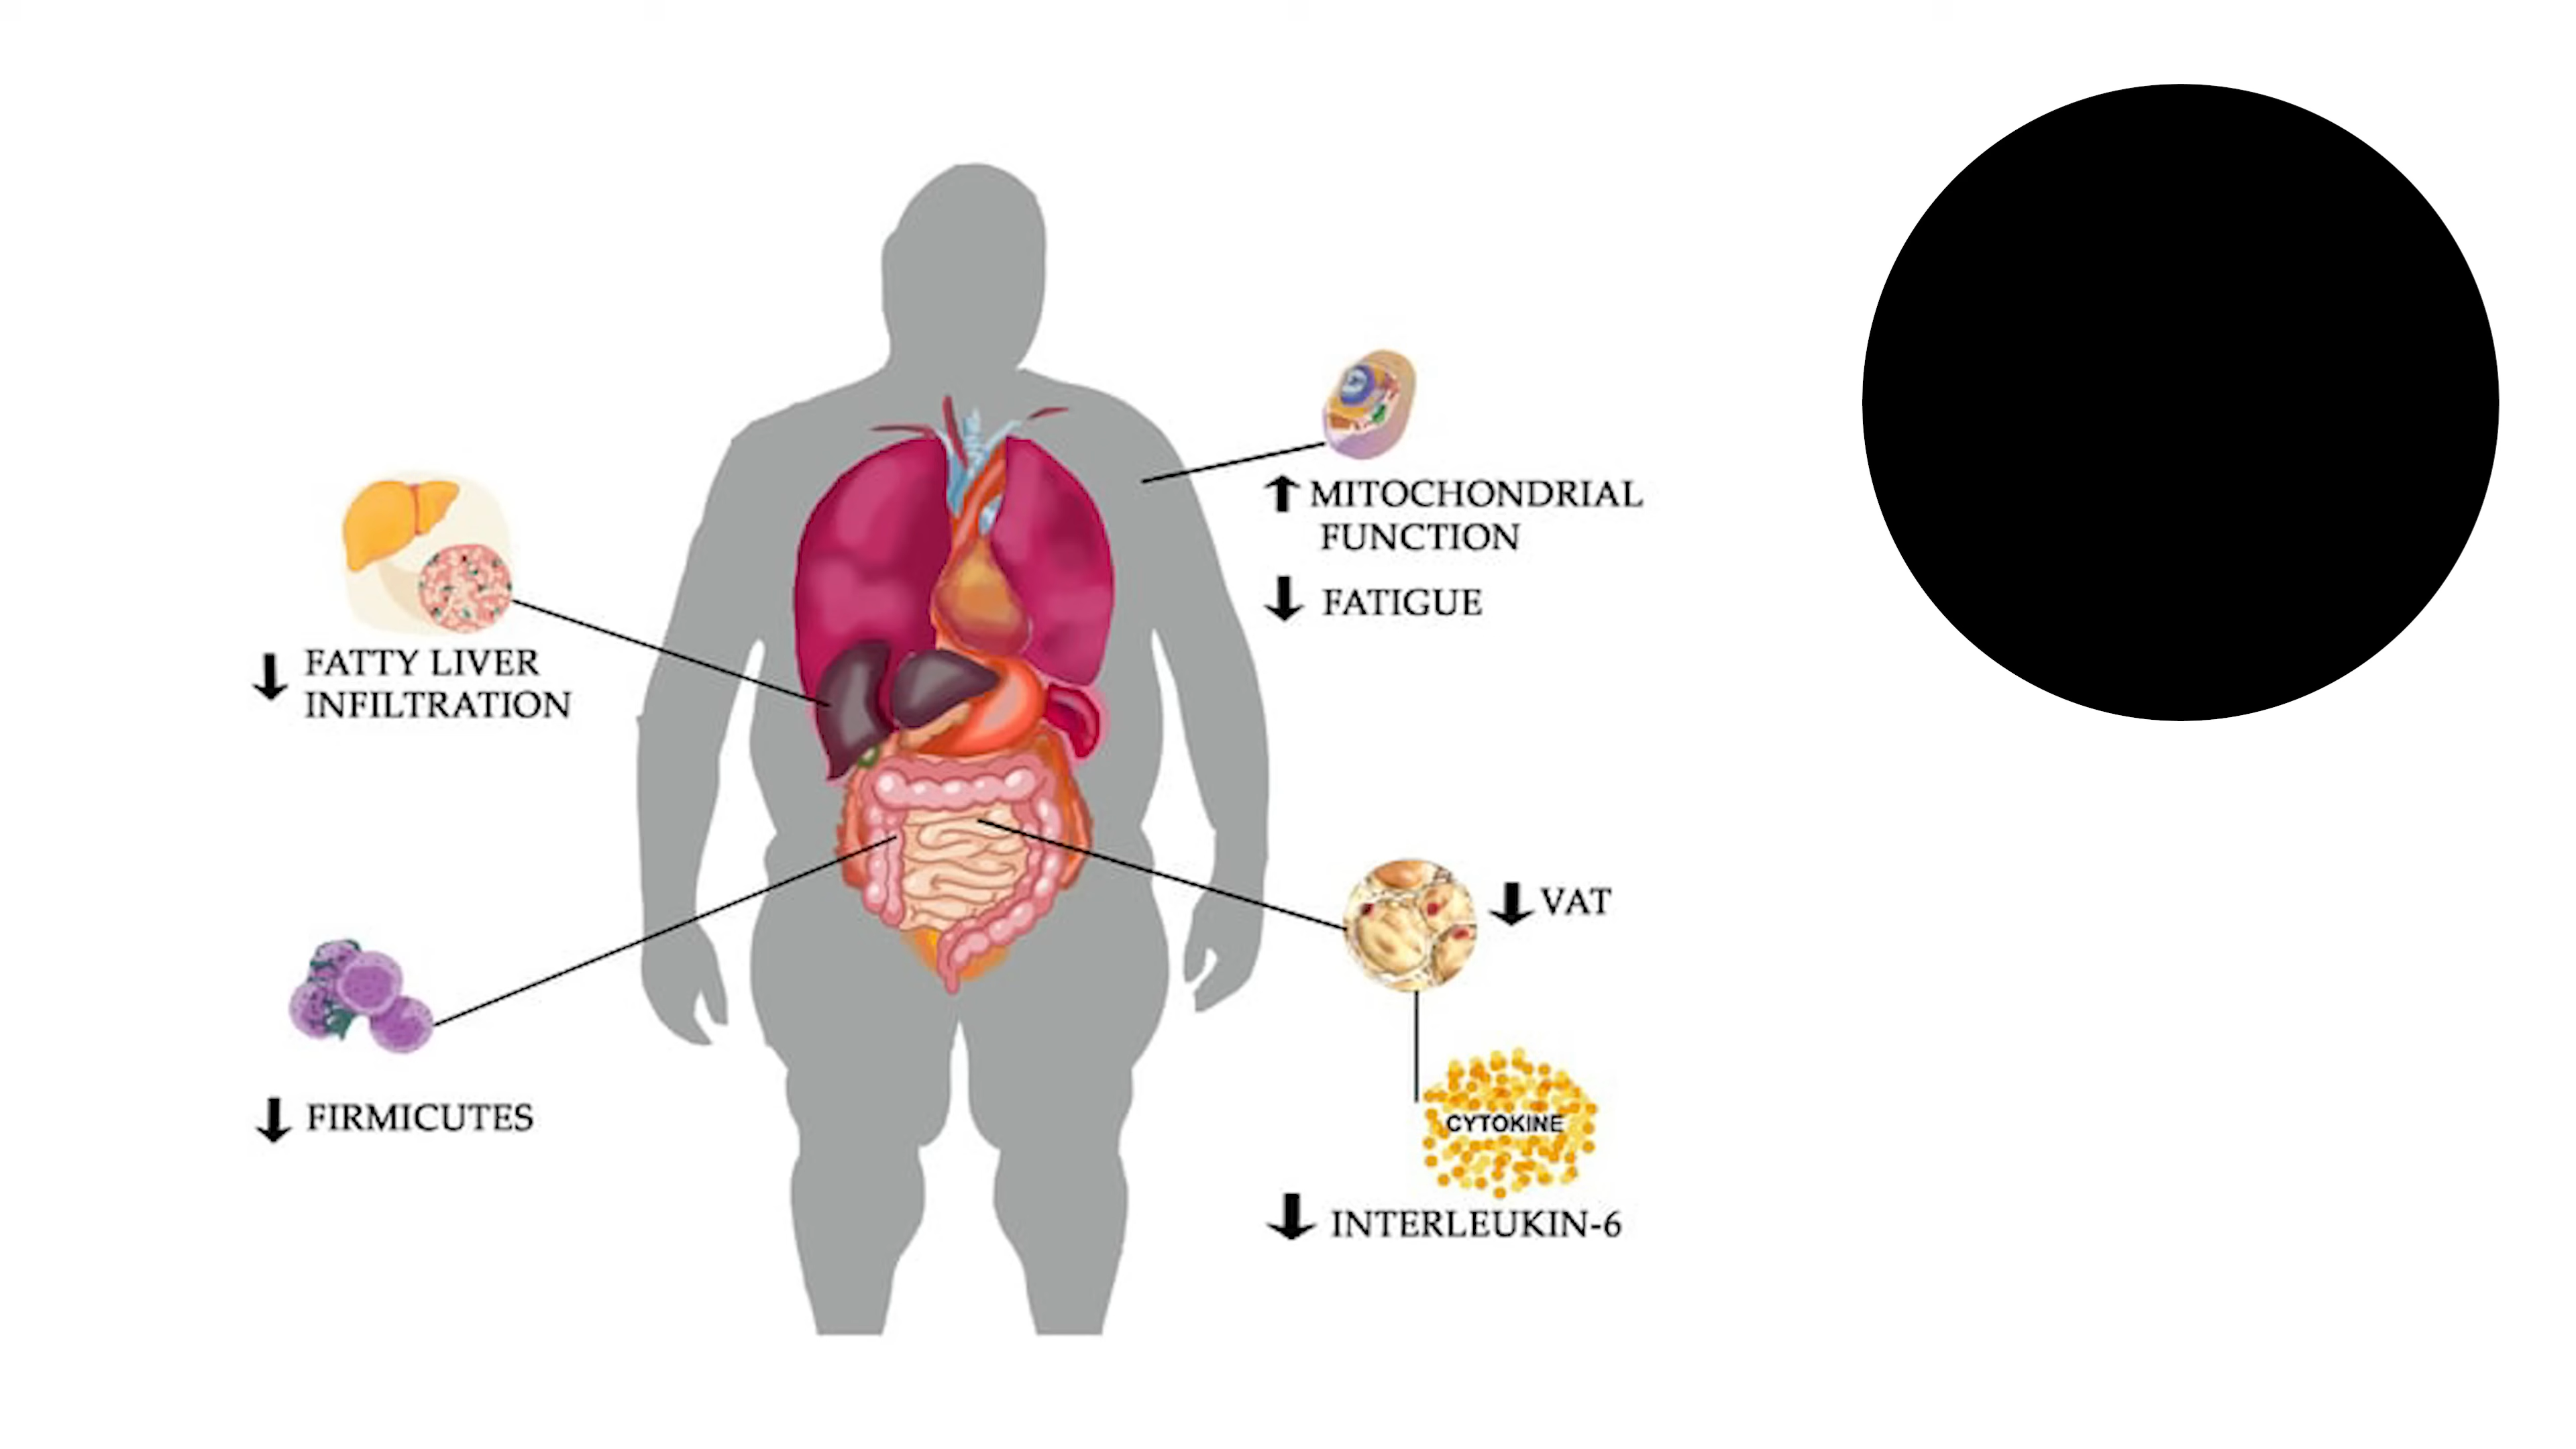 ↑ MITOCHONDRIAL
FUNCTION
↓ FATIGUE
↓ FATTY LIVER
INFILTRATION
↓ VAT
↓ FIRMICUTES
CYTOKINE
↓ INTERLEUKIN-6